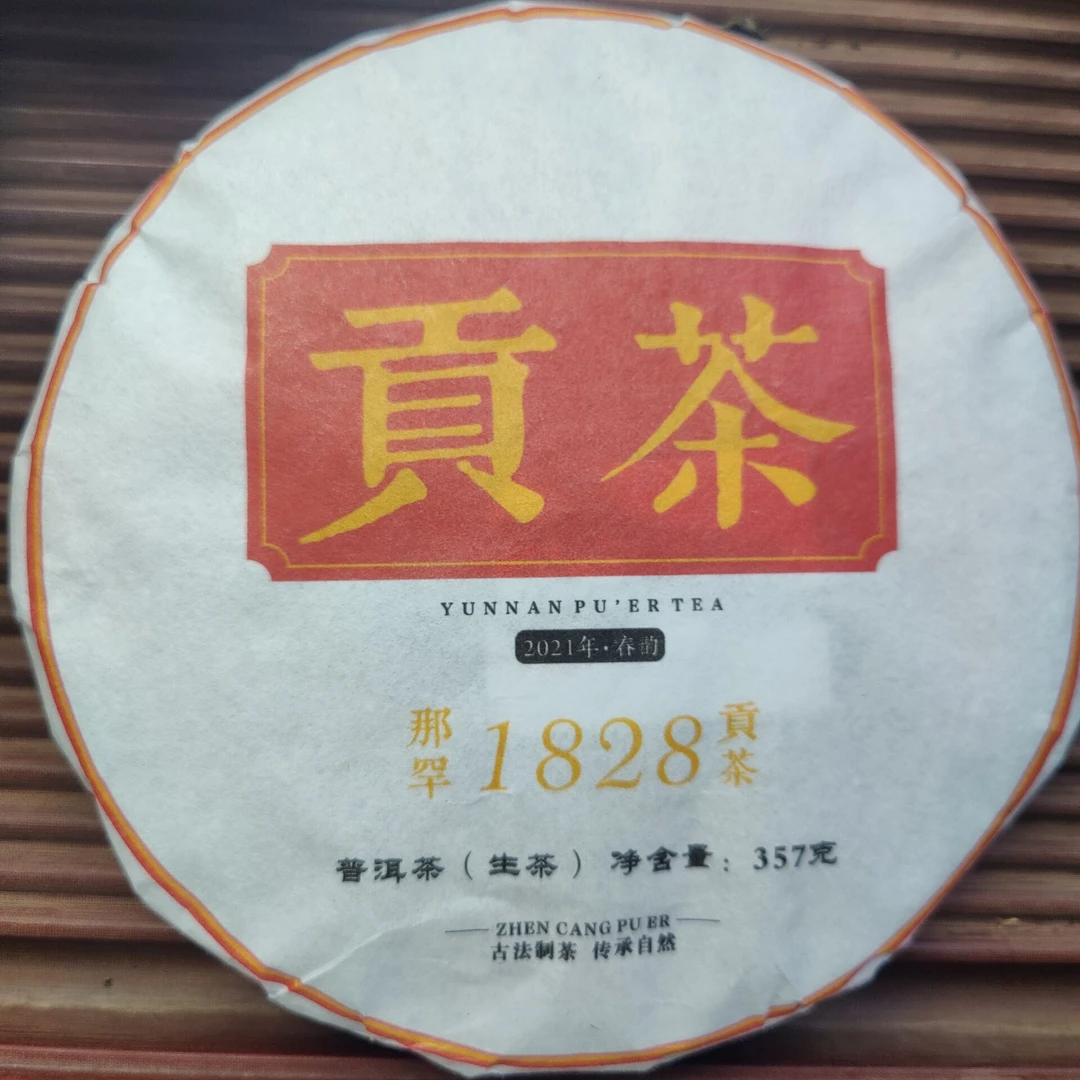 貢茶
YUNNAN PU'ER TEA
2021年·春韵
那罕 1828 貢茶
普洱茶（生茶） 净含量：357克
ZHEN CANG PU ER
古法制茶 传承自然